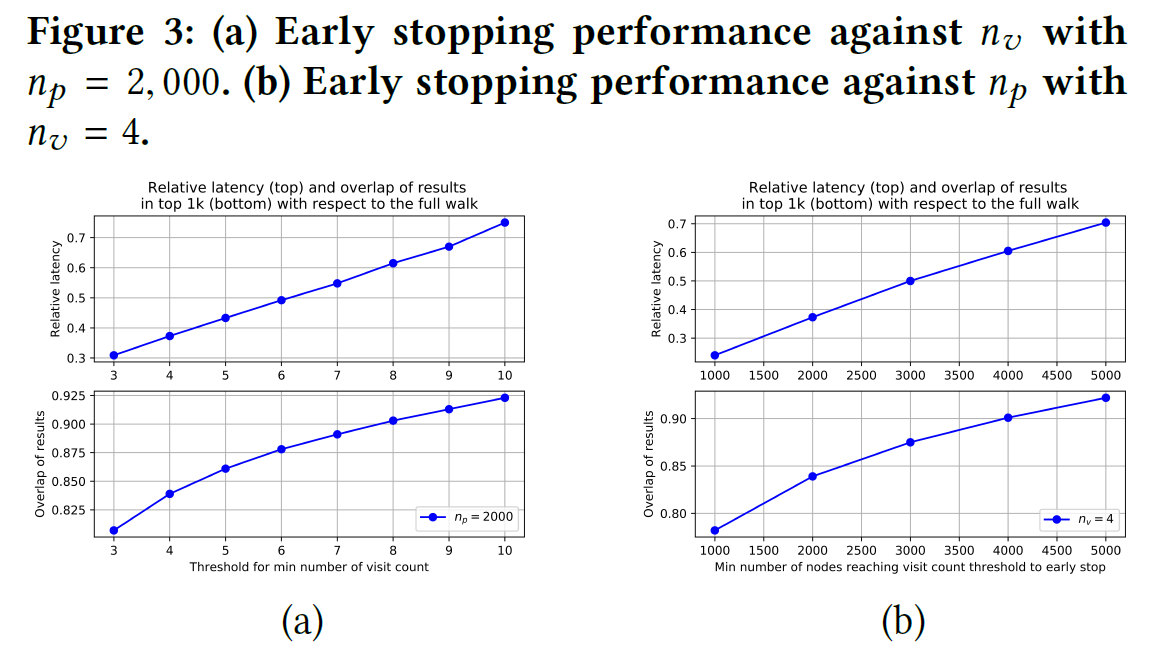 Figure 3: (a) Early stopping performance against n_v with
n_p = 2,000. (b) Early stopping performance against n_p with
n_v = 4.
Relative latency (top) and overlap of results
in top 1k (bottom) with respect to the full walk
Relative latency
0.7
0.6
0.5
0.4
0.3
3 4 5 6 7 8 9 10
Overlap of results
0.925
0.900
0.875
0.850
0.825
n_p = 2000
3 4 5 6 7 8 9 10
Threshold for min number of visit count
(a)
Relative latency (top) and overlap of results
in top 1k (bottom) with respect to the full walk
Relative latency
0.7
0.6
0.5
0.4
0.3
1000 1500 2000 2500 3000 3500 4000 4500 5000
Overlap of results
0.90
0.85
0.80
n_v = 4
1000 1500 2000 2500 3000 3500 4000 4500 5000
Min number of nodes reaching visit count threshold to early stop
(b)